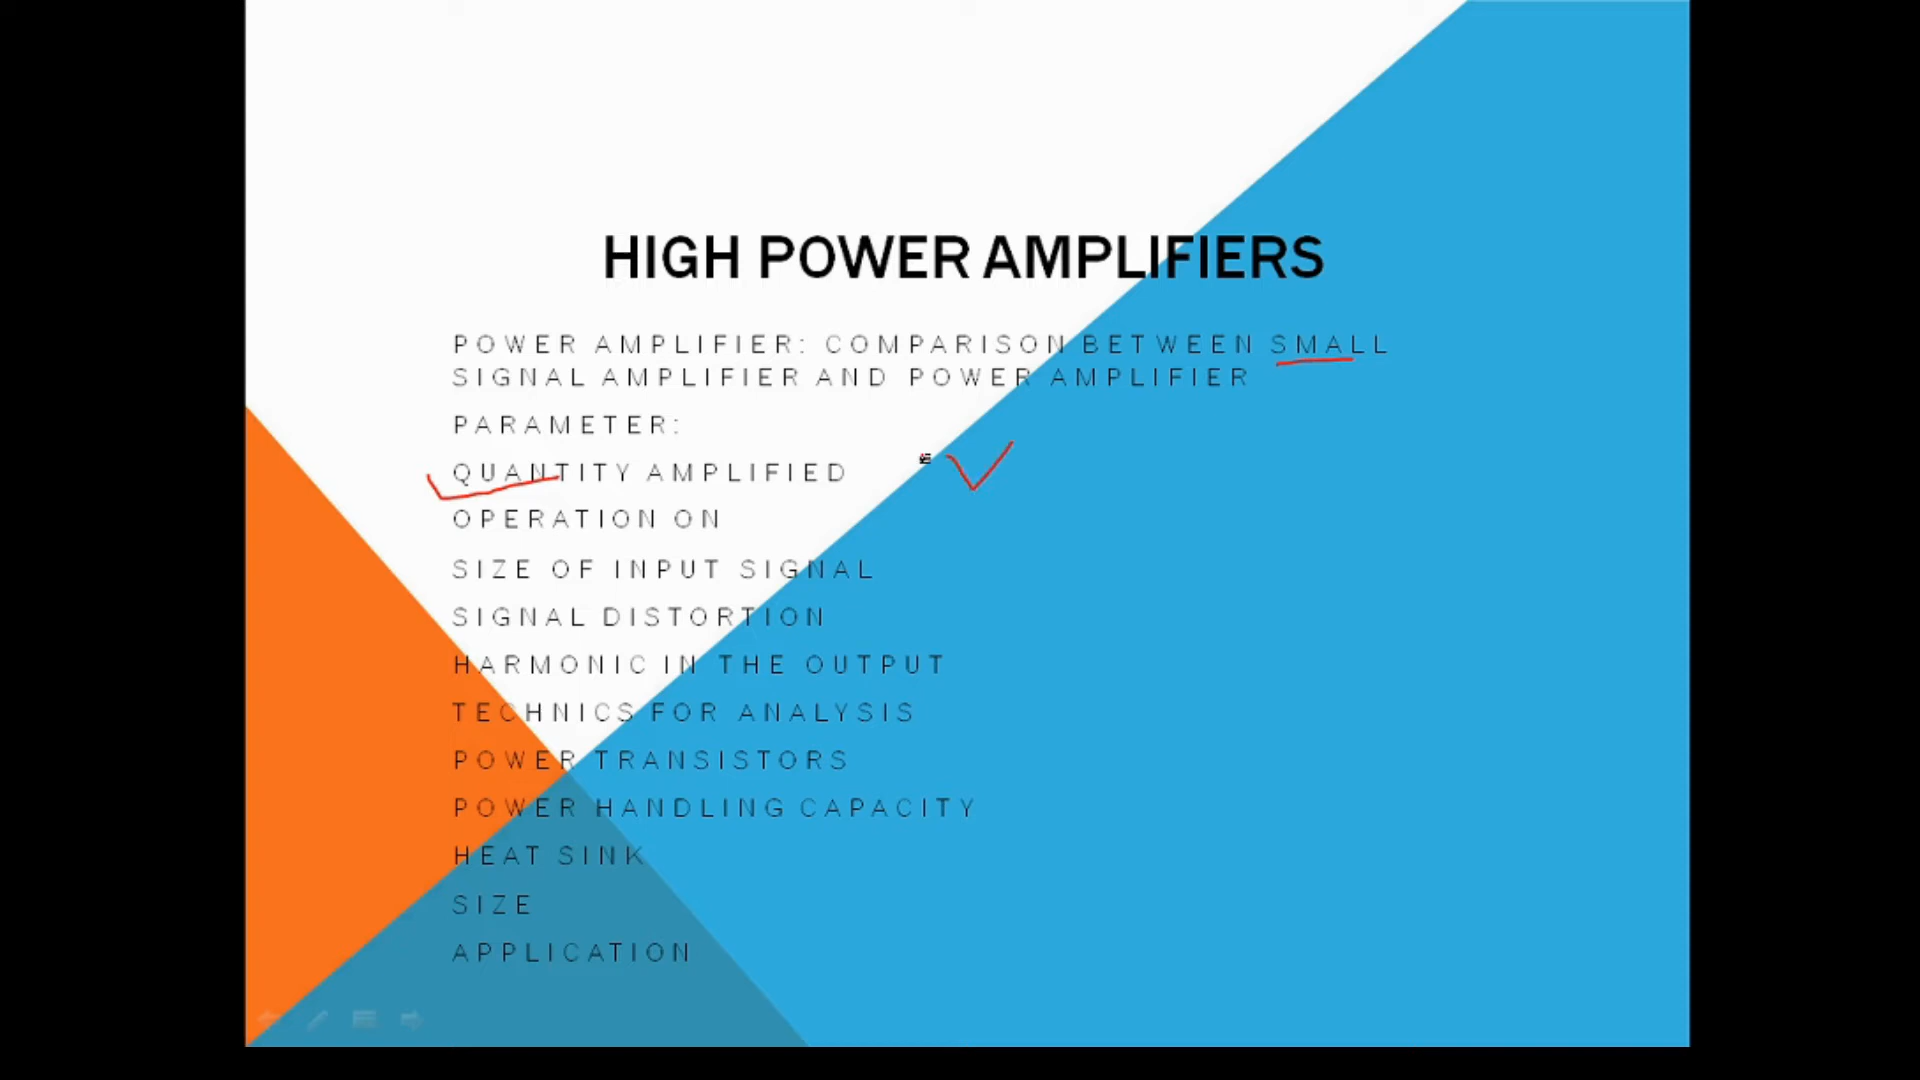 HIGH POWER AMPLIFIERS
POWER AMPLIFIER: COMPARISON BETWEEN SMALL
SIGNAL AMPLIFIER AND POWER AMPLIFIER
PARAMETER:
QUANTITY AMPLIFIED
OPERATION ON
SIZE OF INPUT SIGNAL
SIGNAL DISTORTION
HARMONIC IN THE OUTPUT
TECHNICS FOR ANALYSIS
POWER TRANSISTORS
POWER HANDLING CAPACITY
HEAT SINK
SIZE
APPLICATION